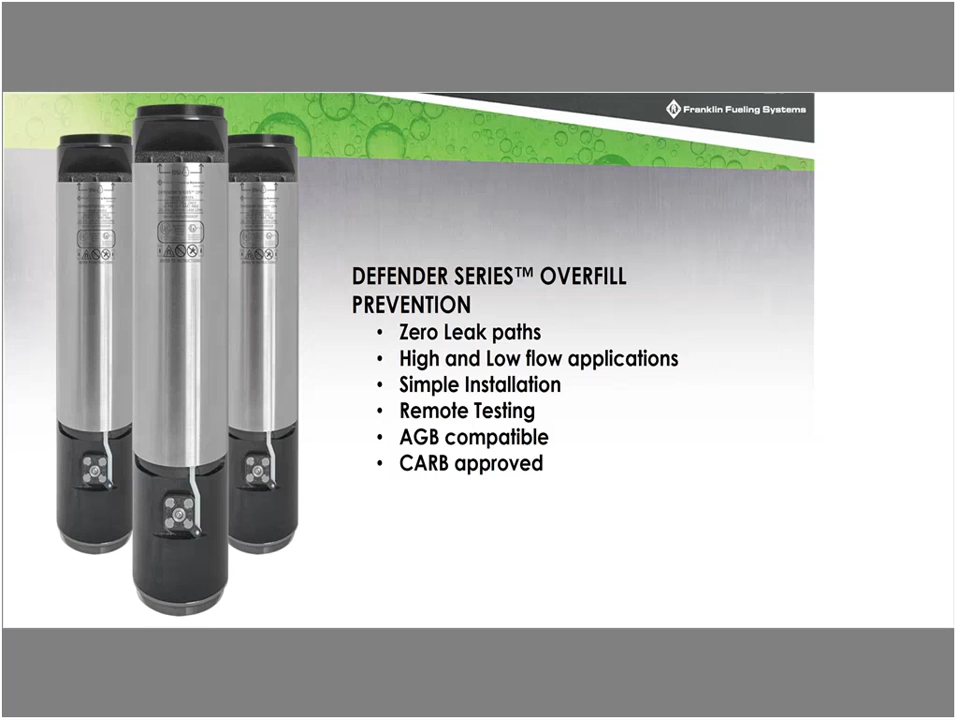 Franklin Fueling Systems
DEFENDER SERIES™ OVERFILL
PREVENTION
• Zero Leak paths
• High and Low flow applications
• Simple Installation
• Remote Testing
• AGB compatible
• CARB approved